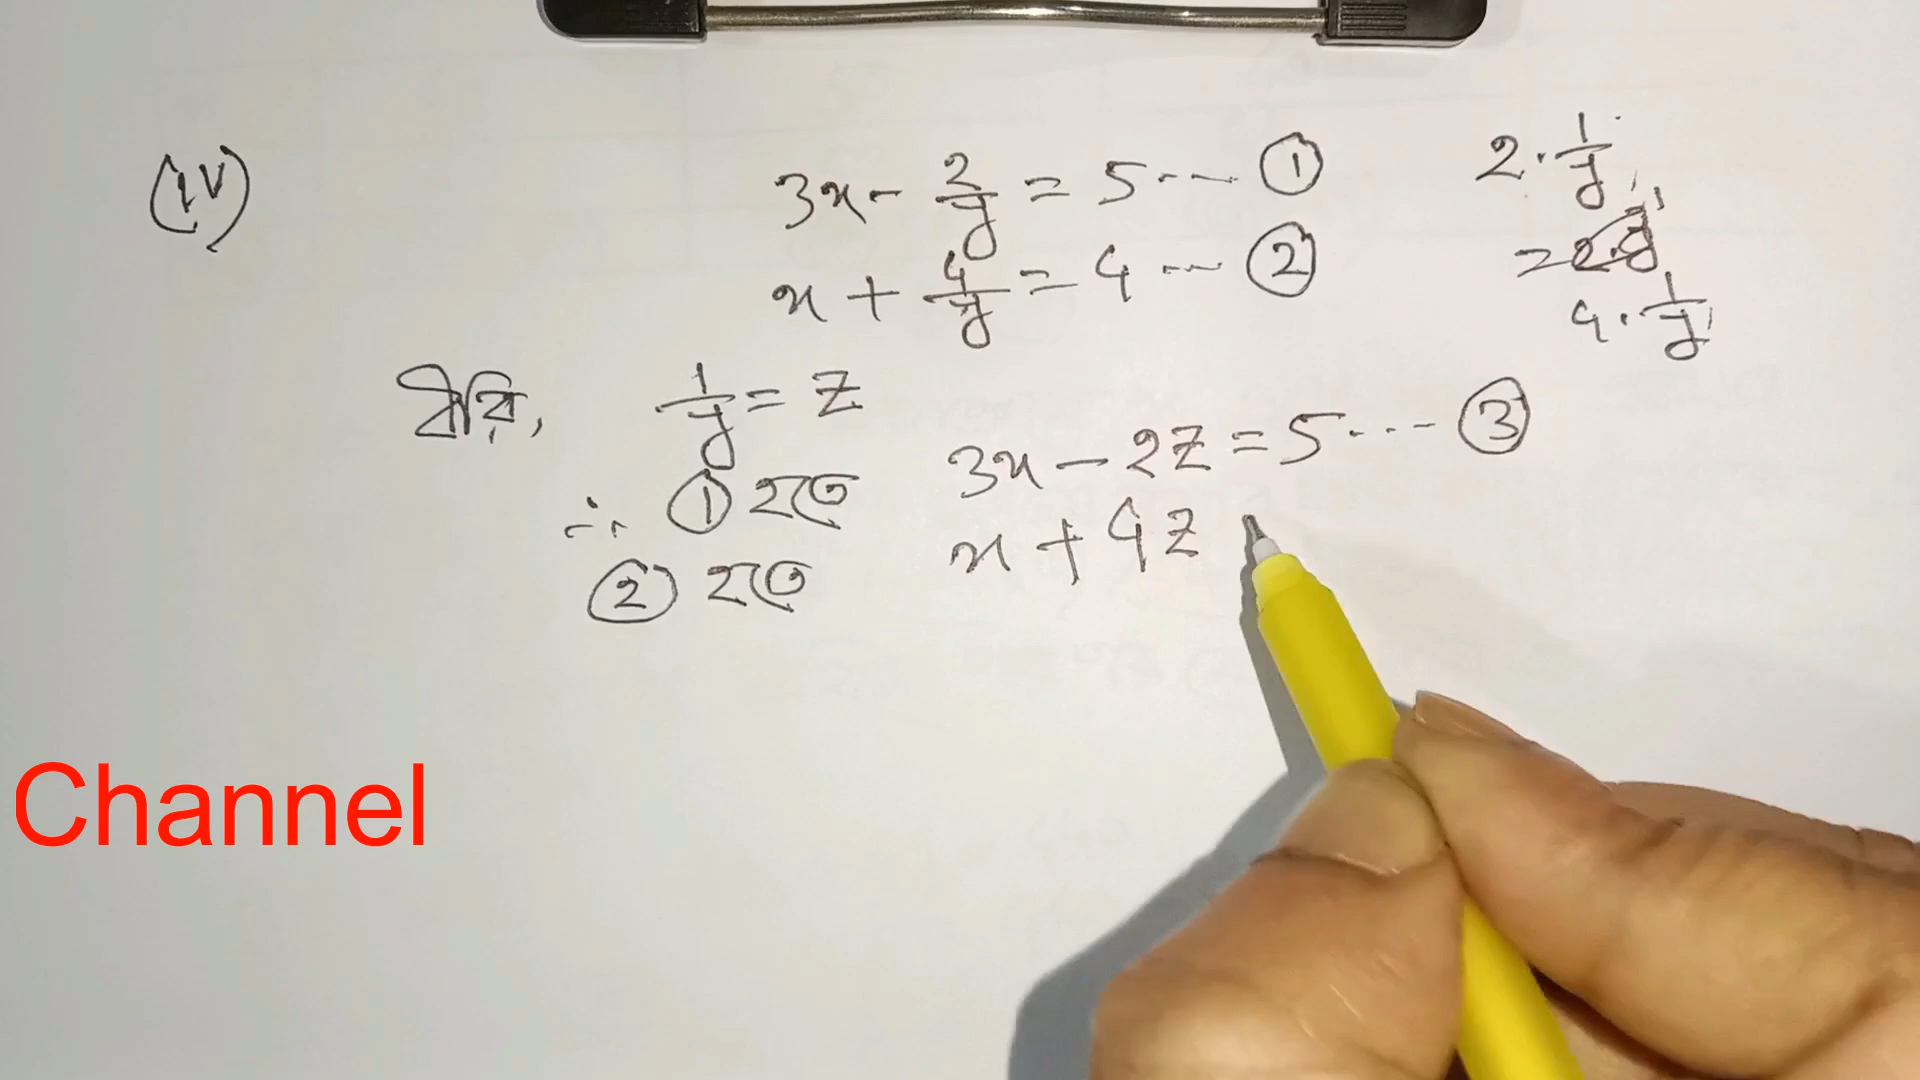 (iv) 3x - 2/y = 5 ... ①
x + 4/y = 4 ... ②
ধরি, 1/y = z
∴ ① হতে 3x - 2z = 5 ... ③
② হতে x + 4z
2 · 1/y
=
4 · 1/y
Channel